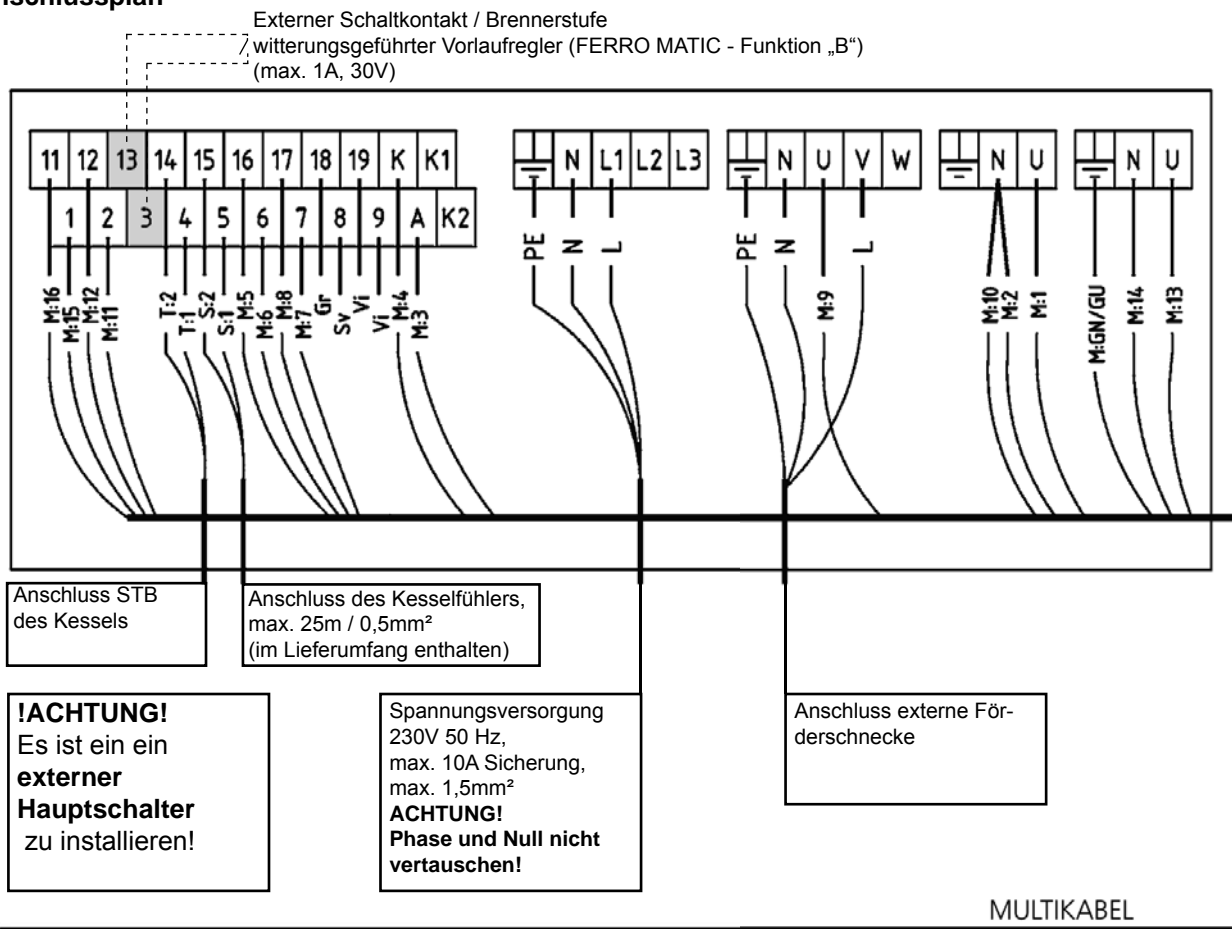 nschlussplan
Externer Schaltkontakt / Brennerstufe
witterungsgeführter Vorlaufregler (FERRO MATIC - Funktion „B“)
(max. 1A, 30V)
11 12 13 14 15 16 17 18 19 K K1
1 2 3 4 5 6 7 8 9 A K2
N L1 L2 L3
N U V W
N U
N U
M:16
M:15
M:12
M:11
T:2
T:1
S:2
S:1
M:5
M:6
M:8
M:7
Gr
Sv
Vi
Vi
M:4
M:3
PE
N
L
PE
N
M:9
L
M:10
M:2
M:1
M:GN/GU
M:14
M:13
Anschluss STB
des Kessels
Anschluss des Kesselfühlers,
max. 25m / 0,5mm²
(im Lieferumfang enthalten)
!ACHTUNG!
Es ist ein ein
externer
Hauptschalter
zu installieren!
Spannungsversorgung
230V 50 Hz,
max. 10A Sicherung,
max. 1,5mm²
ACHTUNG!
Phase und Null nicht
vertauschen!
Anschluss externe För-
derschnecke
MULTIKABEL